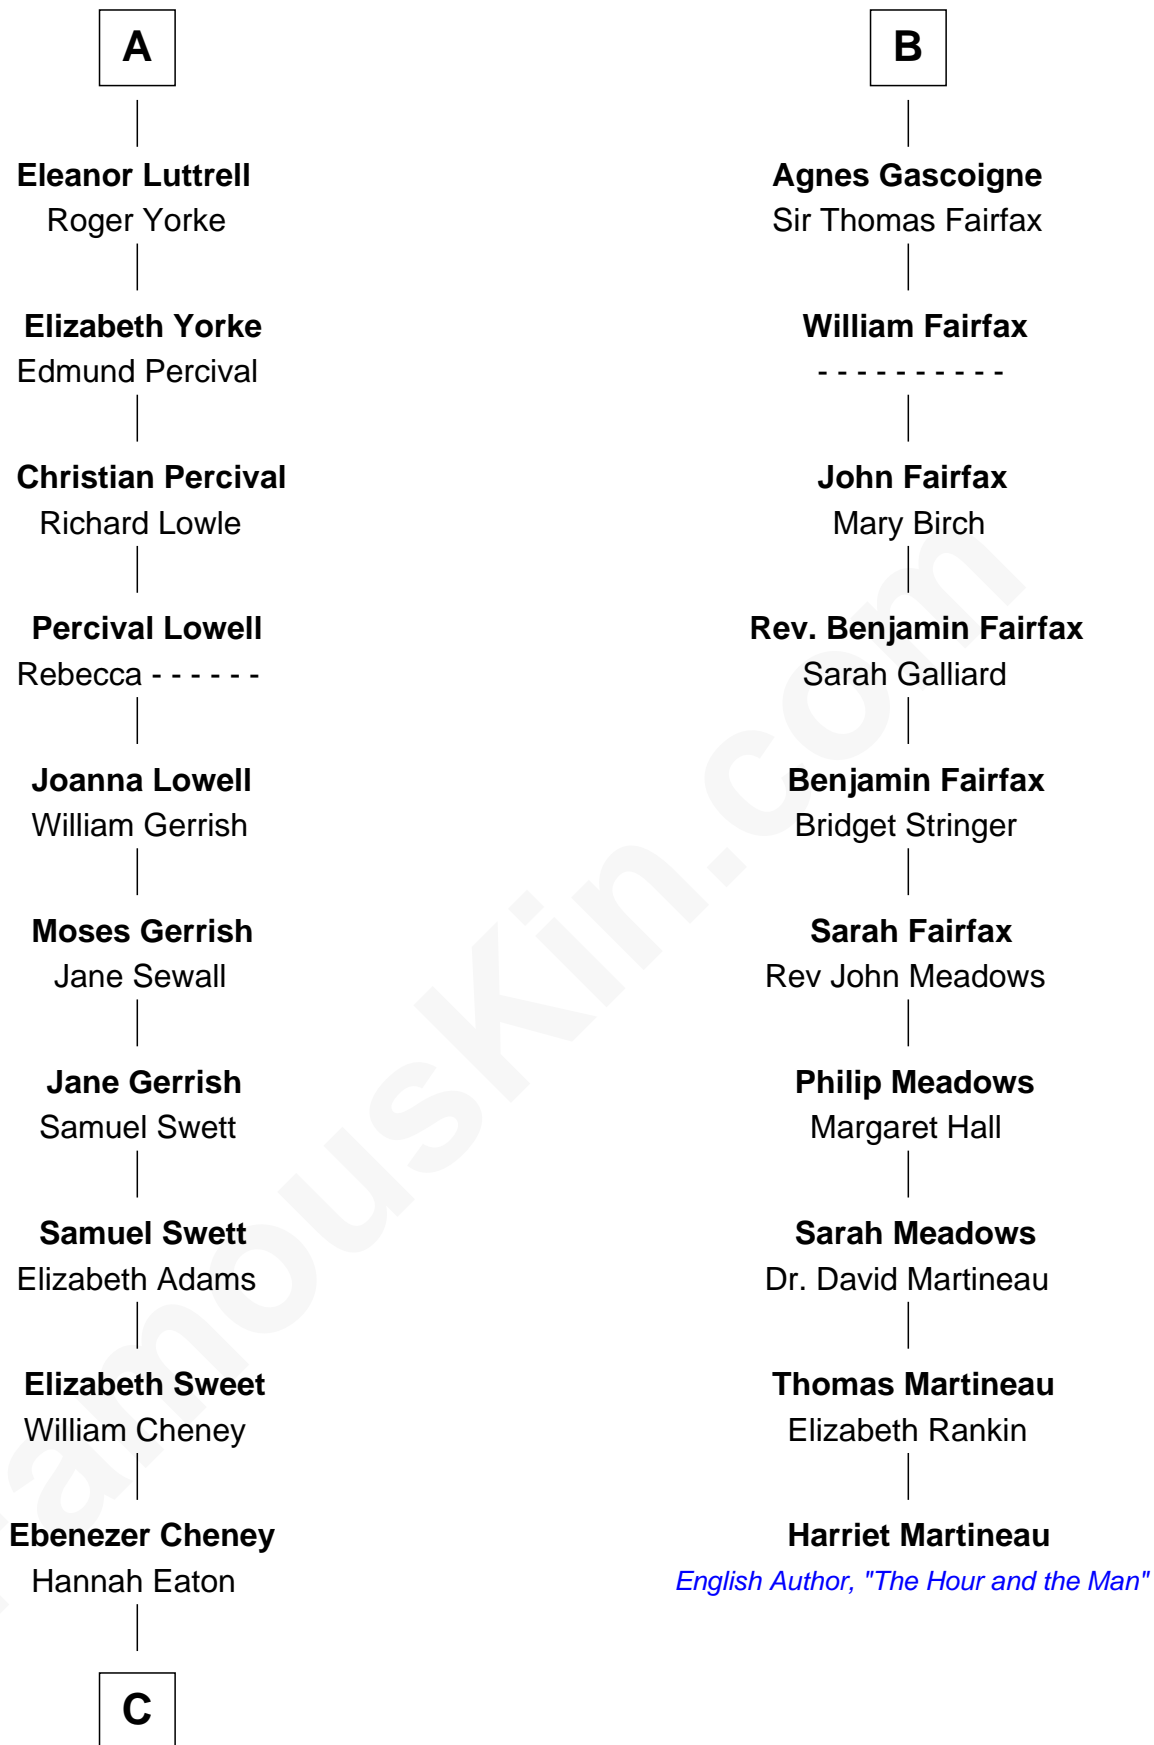 A
Eleanor Luttrell
Roger Yorke
Elizabeth Yorke
Edmund Percival
Christian Percival
Richard Lowle
Percival Lowell
Rebecca - - - - - -
Joanna Lowell
William Gerrish
Moses Gerrish
Jane Sewall
Jane Gerrish
Samuel Swett
Samuel Swett
Elizabeth Adams
Elizabeth Sweet
William Cheney
Ebenezer Cheney
Hannah Eaton
C
B
Agnes Gascoigne
Sir Thomas Fairfax
William Fairfax
- - - - - - - - - -
John Fairfax
Mary Birch
Rev. Benjamin Fairfax
Sarah Galliard
Benjamin Fairfax
Bridget Stringer
Sarah Fairfax
Rev John Meadows
Philip Meadows
Margaret Hall
Sarah Meadows
Dr. David Martineau
Thomas Martineau
Elizabeth Rankin
Harriet Martineau
English Author, "The Hour and the Man"
FamousKin.com